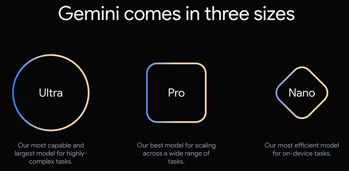 Gemini comes in three sizes
Ultra
Pro
Nano
Our most capable and
largest model for highly-
complex tasks.
Our best model for scaling
across a wide range of
tasks.
Our most efficient model
for on-device tasks.